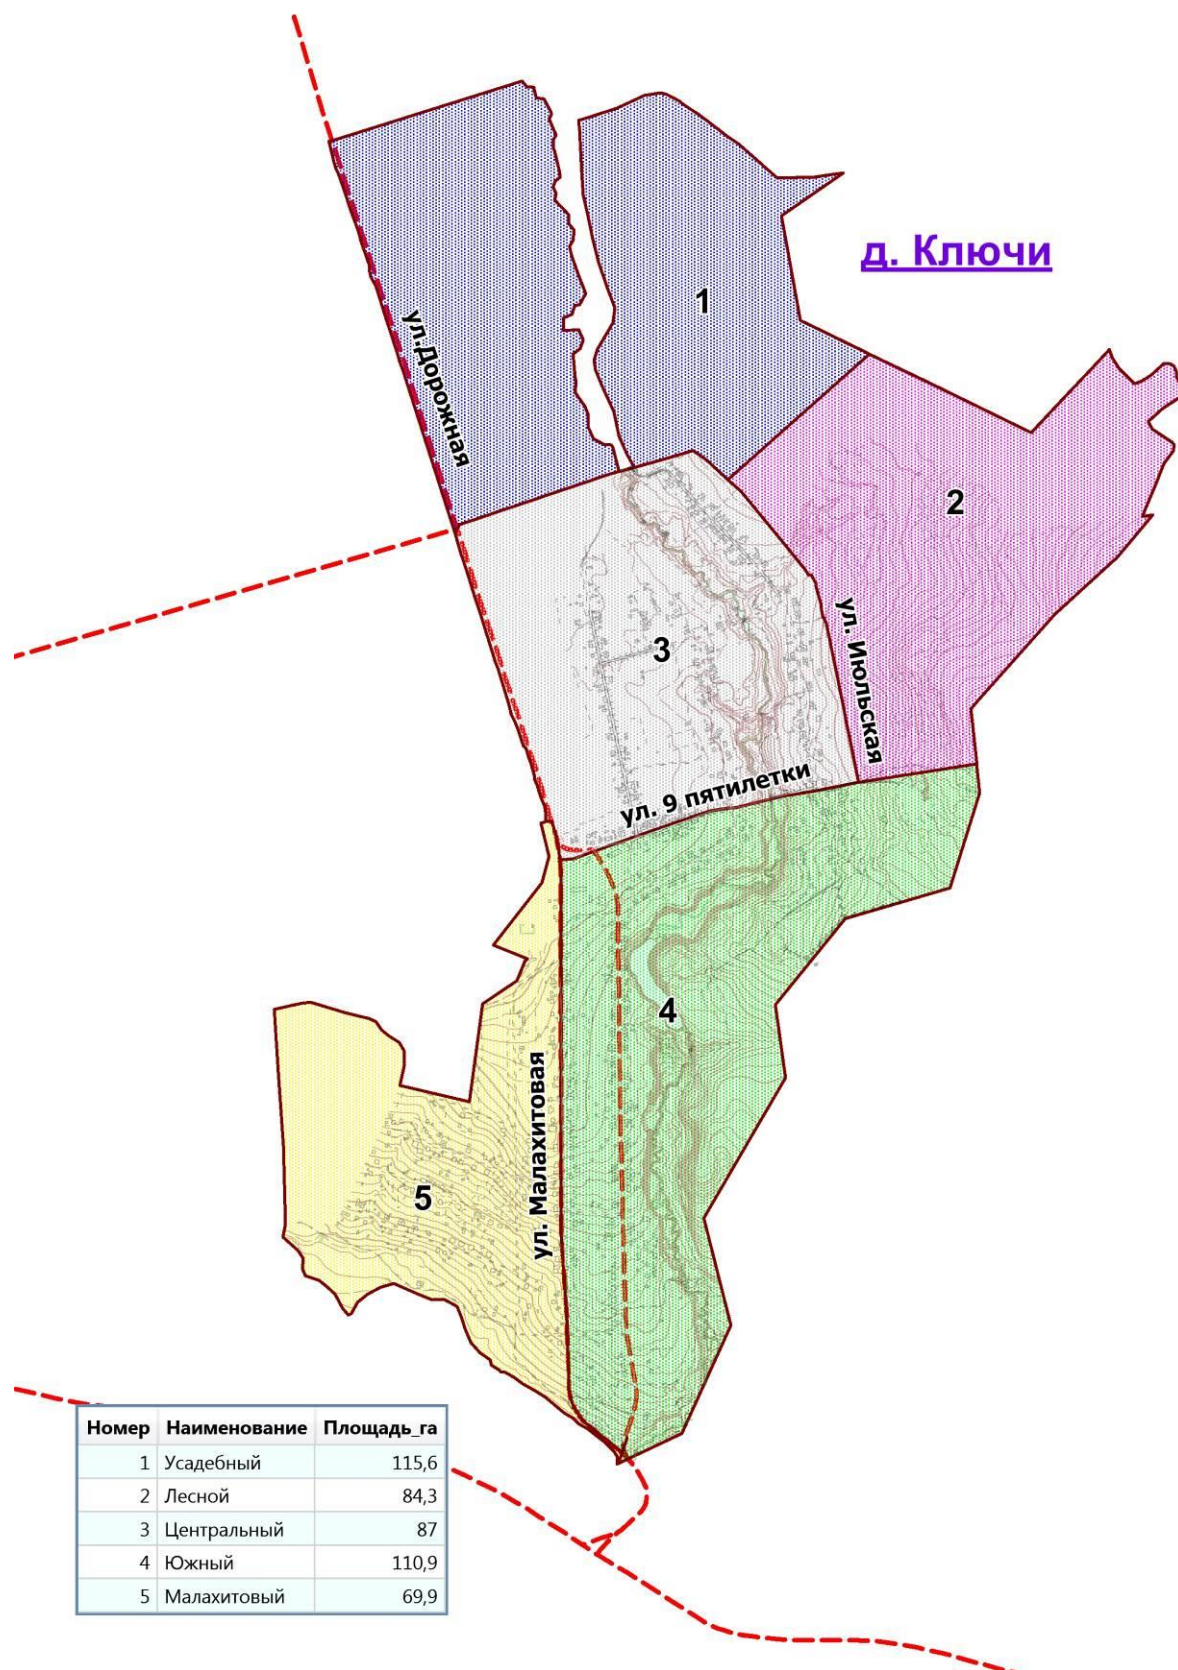 д. Ключи
1
ул.Дорожная
2
3
ул. Июльская
ул. 9 пятилетки
4
ул. Малахитовая
5
Номер Наименование Площадь_га
1 Усадебный 115,6
2 Лесной 84,3
3 Центральный 87
4 Южный 110,9
5 Малахитовый 69,9